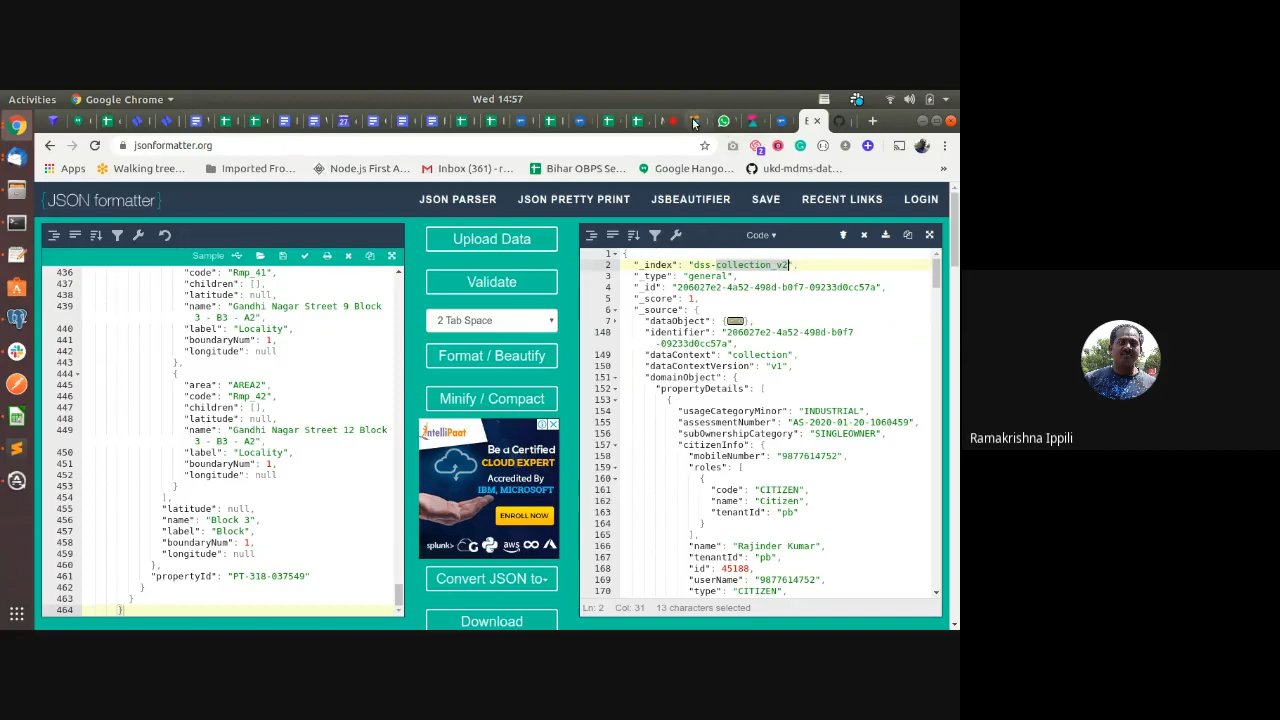 Activities
Google Chrome
Wed 14:57
27
E
jsonformatter.org
2
Apps
Walking tree...
Imported Fro...
Node.js First A...
Inbox (361) - r...
Bihar OBPS Se...
Google Hango...
ukd-mdms-dat...
»
{JSON formatter}
JSON PARSER
JSON PRETTY PRINT
JSBEAUTIFIER
SAVE
RECENT LINKS
LOGIN
Sample
436 "code": "Rmp_41",
437 "children": [],
438 "latitude": null,
439 "name": "Gandhi Nagar Street 9 Block
3 - B3 - A2",
440 "label": "Locality",
441 "boundaryNum": 1,
442 "longitude": null
443 },
444 {
445 "area": "AREA2",
446 "code": "Rmp_42",
447 "children": [],
448 "latitude": null,
449 "name": "Gandhi Nagar Street 12 Block
3 - B3 - A2",
450 "label": "Locality",
451 "boundaryNum": 1,
452 "longitude": null
453 }
454 ],
455 "latitude": null,
456 "name": "Block 3",
457 "label": "Block",
458 "boundaryNum": 1,
459 "longitude": null
460 },
461 "propertyId": "PT-318-037549"
462 }
463 }
464 }
Upload Data
Validate
2 Tab Space
Format / Beautify
Minify / Compact
IntelliPaat
Be a Certified
CLOUD EXPERT
Accredited By
IBM, MICROSOFT
ENROLL NOW
splunk>
aws
Convert JSON to
Download
Code
1 {
2 "_index": "dss-collection_v2",
3 "_type": "general",
4 "_id": "206027e2-4a52-498d-b0f7-09233d0cc57a",
5 "_score": 1,
6 "_source": {
7 "dataObject": {},
148 "identifier": "206027e2-4a52-498d-b0f7
-09233d0cc57a",
149 "dataContext": "collection",
150 "dataContextVersion": "v1",
151 "domainObject": {
152 "propertyDetails": [
153 {
154 "usageCategoryMinor": "INDUSTRIAL",
155 "assessmentNumber": "AS-2020-01-20-1060459",
156 "subOwnershipCategory": "SINGLEOWNER",
157 "citizenInfo": {
158 "mobileNumber": "9877614752",
159 "roles": [
160 {
161 "code": "CITIZEN",
162 "name": "Citizen",
163 "tenantId": "pb"
164 }
165 ],
166 "name": "Rajinder Kumar",
167 "tenantId": "pb",
168 "id": 45188,
169 "userName": "9877614752",
170 "type": "CITIZEN",
Ln: 2 Col: 31 13 characters selected
Ramakrishna Ippili